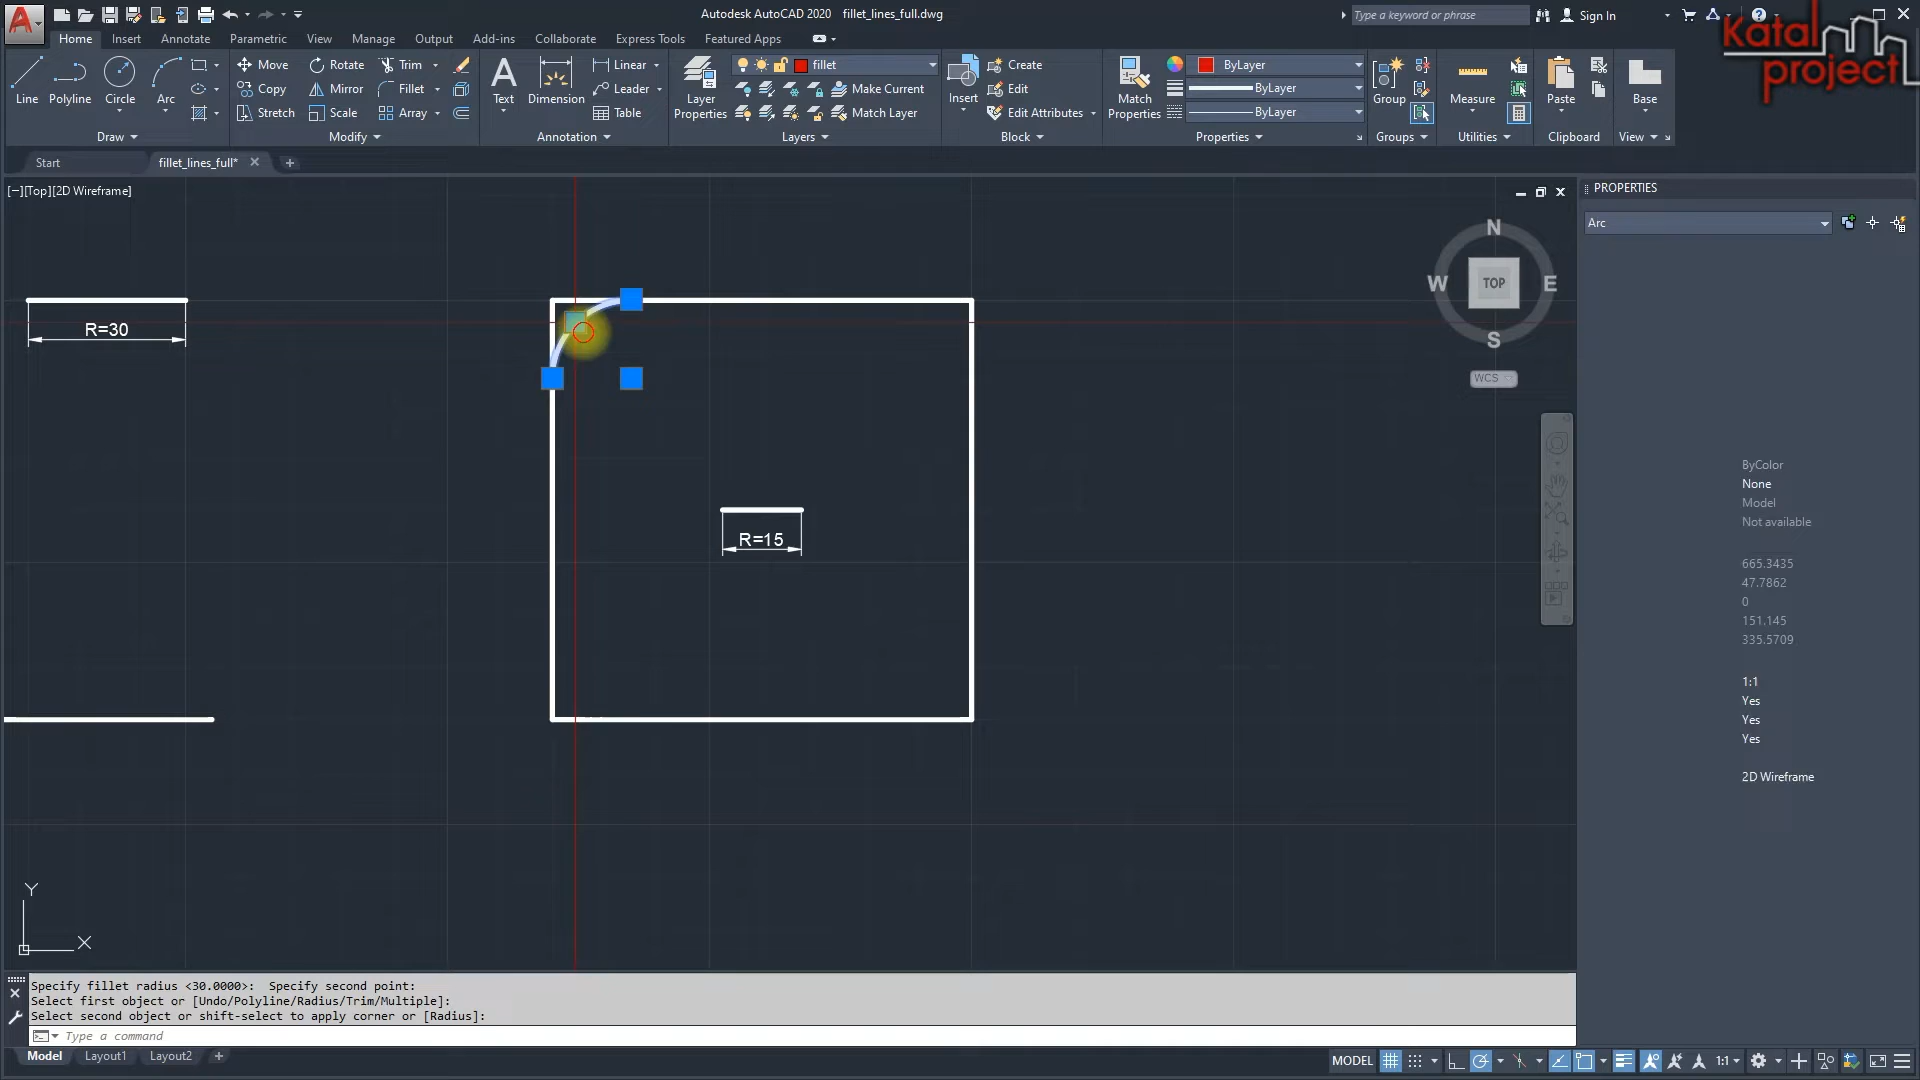 Autodesk AutoCAD 2020 fillet_lines_full.dwg
Type a keyword or phrase
Sign In
Katal
project
Home Insert Annotate Parametric View Manage Output Add-ins Collaborate Express Tools Featured Apps
Line Polyline Circle Arc
Move Rotate Trim
Copy Mirror Fillet
Stretch Scale Array
Text Dimension
Linear
Leader
Table
Layer
Properties
fillet
Make Current
Match Layer
Insert
Create
Edit
Edit Attributes
Match
Properties
ByLayer
ByLayer
ByLayer
Group
Measure
Paste
Base
Draw Modify Annotation Layers Block Properties Groups Utilities Clipboard View
Start fillet_lines_full*
[−][Top][2D Wireframe]
PROPERTIES
Arc
N
W TOP E
S
WCS
R=30
R=15
ByColor
None
Model
Not available
665.3435
47.7862
0
151.145
335.5709
1:1
Yes
Yes
Yes
2D Wireframe
Y
X
Specify fillet radius <30.0000>:  Specify second point:
Select first object or [Undo/Polyline/Radius/Trim/Multiple]:
Select second object or shift-select to apply corner or [Radius]:
Type a command
Model Layout1 Layout2 +
MODEL 1:1